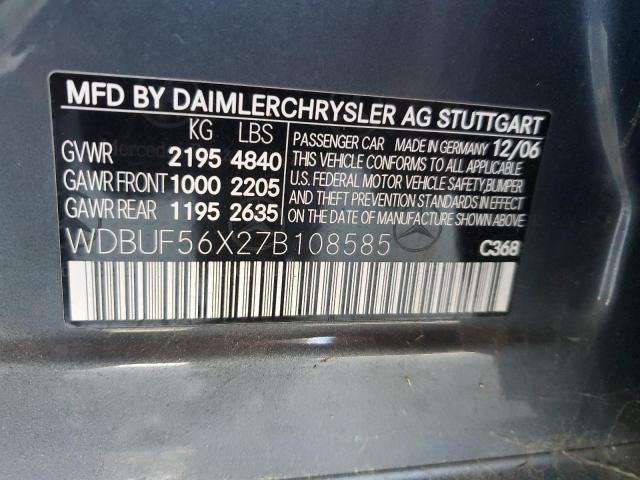 MFD BY DAIMLERCHRYSLER AG STUTTGART
KG LBS
GVWR 2195 4840
GAWR FRONT 1000 2205
GAWR REAR 1195 2635
PASSENGER CAR MADE IN GERMANY 12/06
THIS VEHICLE CONFORMS TO ALL APPLICABLE
U.S. FEDERAL MOTOR VEHICLE SAFETY, BUMPER
AND THEFT PREVENTION STANDARDS IN EFFECT
ON THE DATE OF MANUFACTURE SHOWN ABOVE.
WDBUF56X27B108585
C368